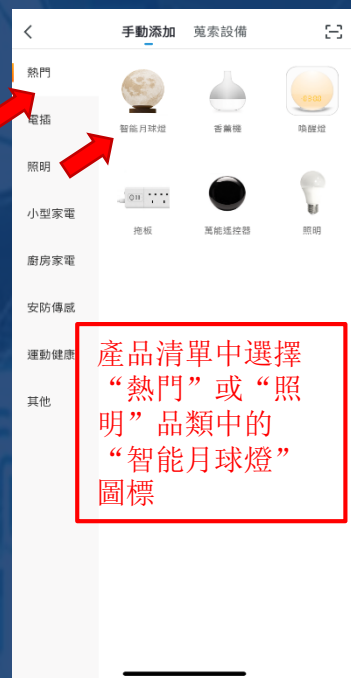 手動添加 蒐索設備
熱門
電插
照明
小型家電
廚房家電
安防傳感
運動健康
其他
智能月球燈 香薰機 喚醒燈
拖板 萬能遙控器 照明
產品清單中選擇
“熱門”或“照
明”品類中的
“智能月球燈”
圖標